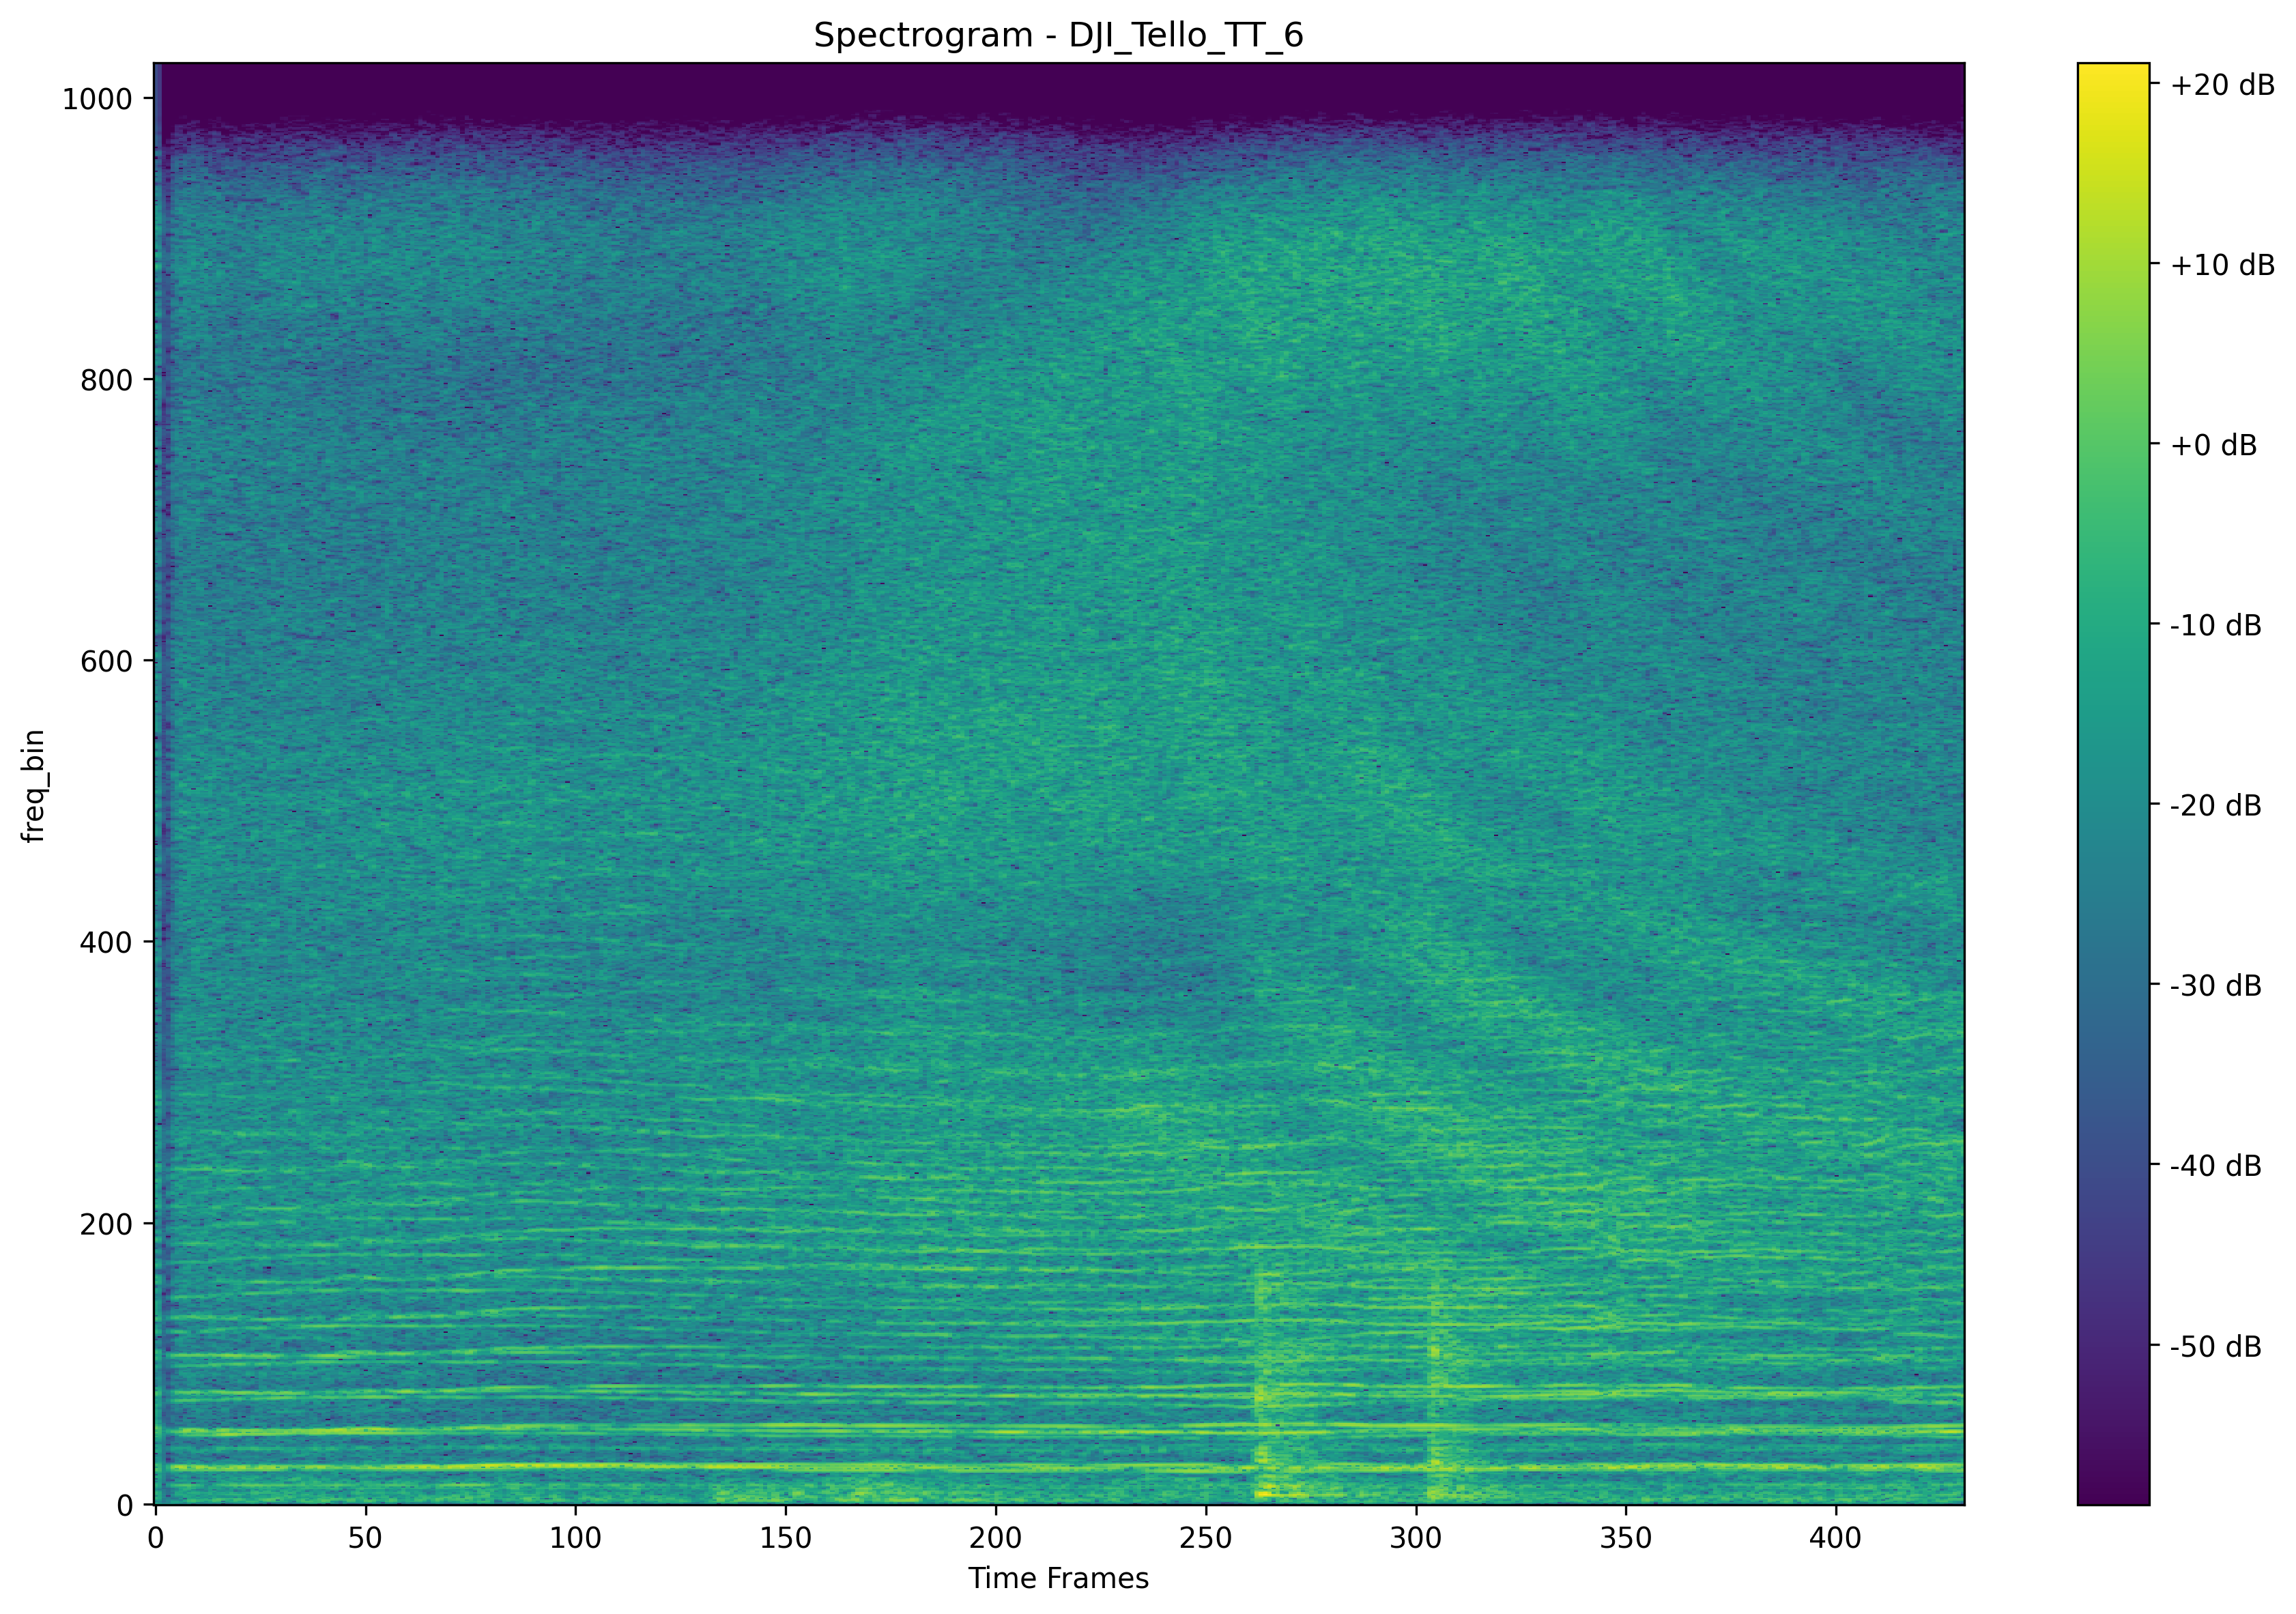 Spectrogram - DJI_Tello_TT_6
freq_bin
1000
800
600
400
200
0
0 50 100 150 200 250 300 350 400
Time Frames
+20 dB
+10 dB
+0 dB
-10 dB
-20 dB
-30 dB
-40 dB
-50 dB